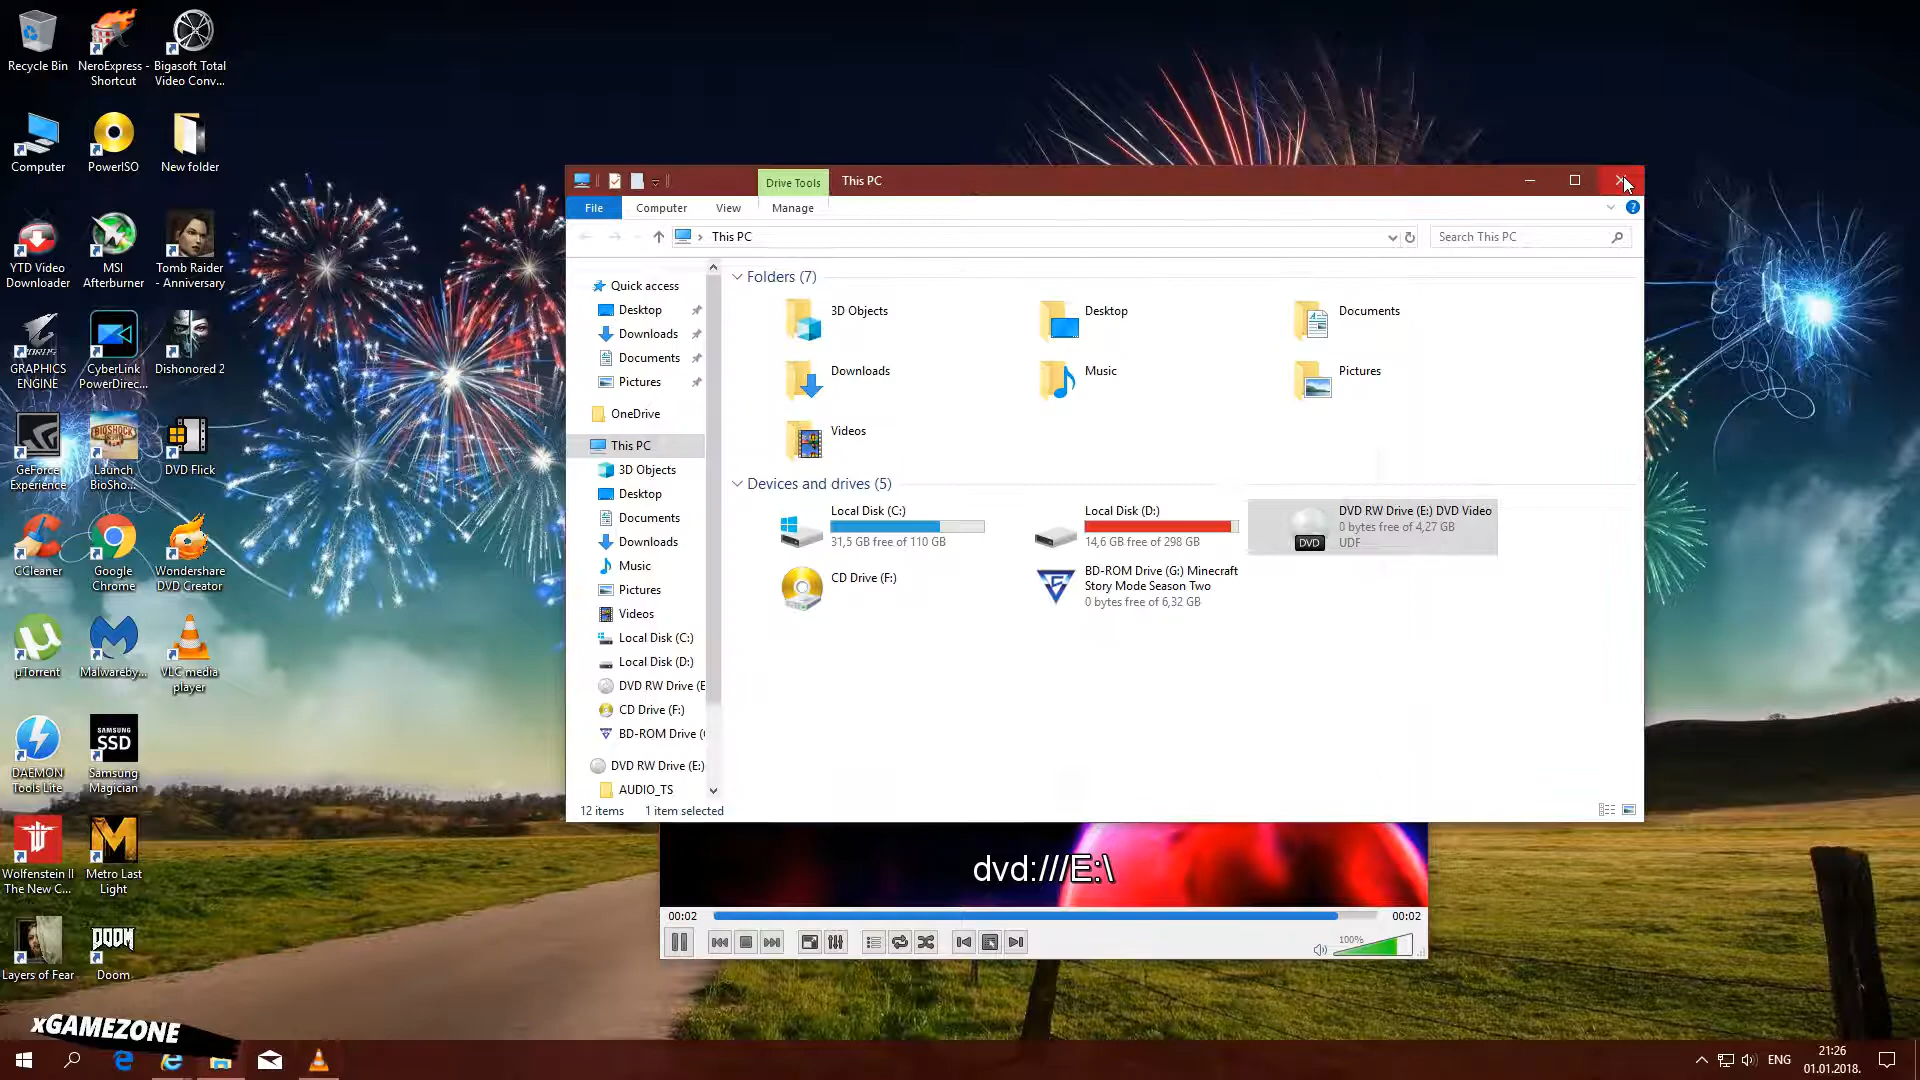 Recycle Bin
NeroExpress -
Shortcut
Bigasoft Total
Video Conv...
Computer
PowerISO
New folder
YTD Video
Downloader
MSI
Afterburner
Tomb Raider
- Anniversary
GRAPHICS
ENGINE
CyberLink
PowerDirec...
Dishonored 2
GeForce
Experience
Launch
BioSho...
DVD Flick
CCleaner
Google
Chrome
Wondershare
DVD Creator
µTorrent
Malwareby...
VLC media
player
DAEMON
Tools Lite
SAMSUNG
SSD
Samsung
Magician
Wolfenstein II
The New C...
Metro Last
Light
Layers of Fear
DOOM
Doom
xGAMEZONE
Drive Tools
This PC
File
Computer
View
Manage
This PC
Search This PC
Quick access
Desktop
Downloads
Documents
Pictures
OneDrive
This PC
3D Objects
Desktop
Documents
Downloads
Music
Pictures
Videos
Local Disk (C:)
Local Disk (D:)
DVD RW Drive (E
CD Drive (F:)
BD-ROM Drive (
DVD RW Drive (E:)
AUDIO_TS
Folders (7)
3D Objects
Desktop
Documents
Downloads
Music
Pictures
Videos
Devices and drives (5)
Local Disk (C:)
31,5 GB free of 110 GB
Local Disk (D:)
14,6 GB free of 298 GB
DVD
DVD RW Drive (E:) DVD Video
0 bytes free of 4,27 GB
UDF
CD Drive (F:)
BD-ROM Drive (G:) Minecraft
Story Mode Season Two
0 bytes free of 6,32 GB
12 items
1 item selected
dvd:///E:\
00:02
00:02
100%
ENG
21:26
01.01.2018.